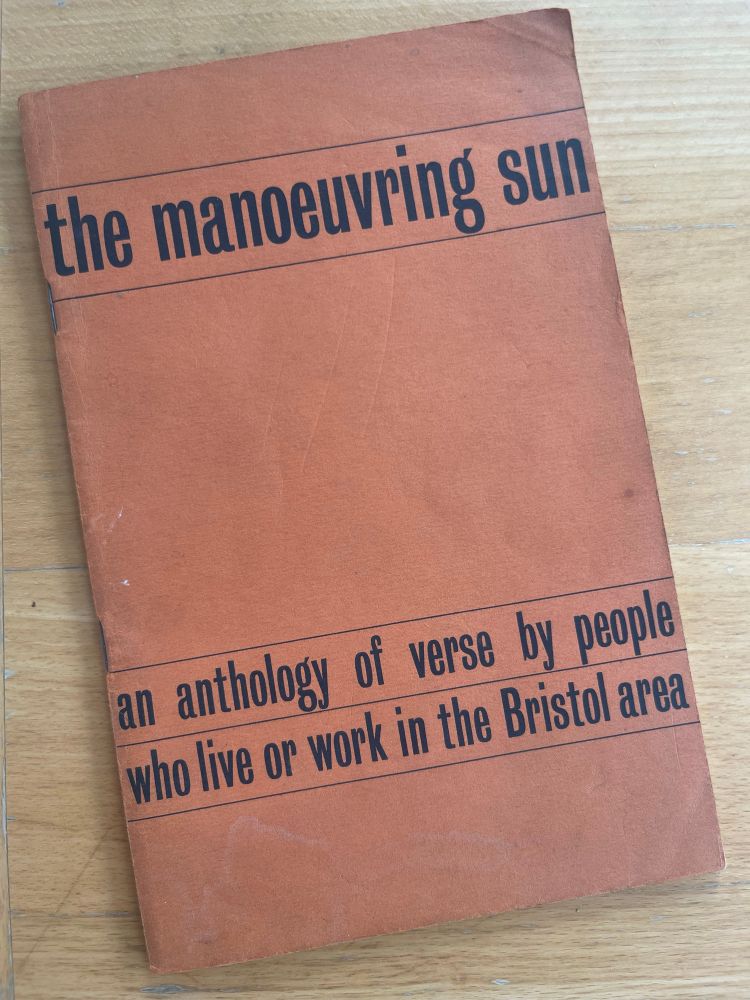 the manoeuvring sun
an anthology of verse by people
who live or work in the Bristol area